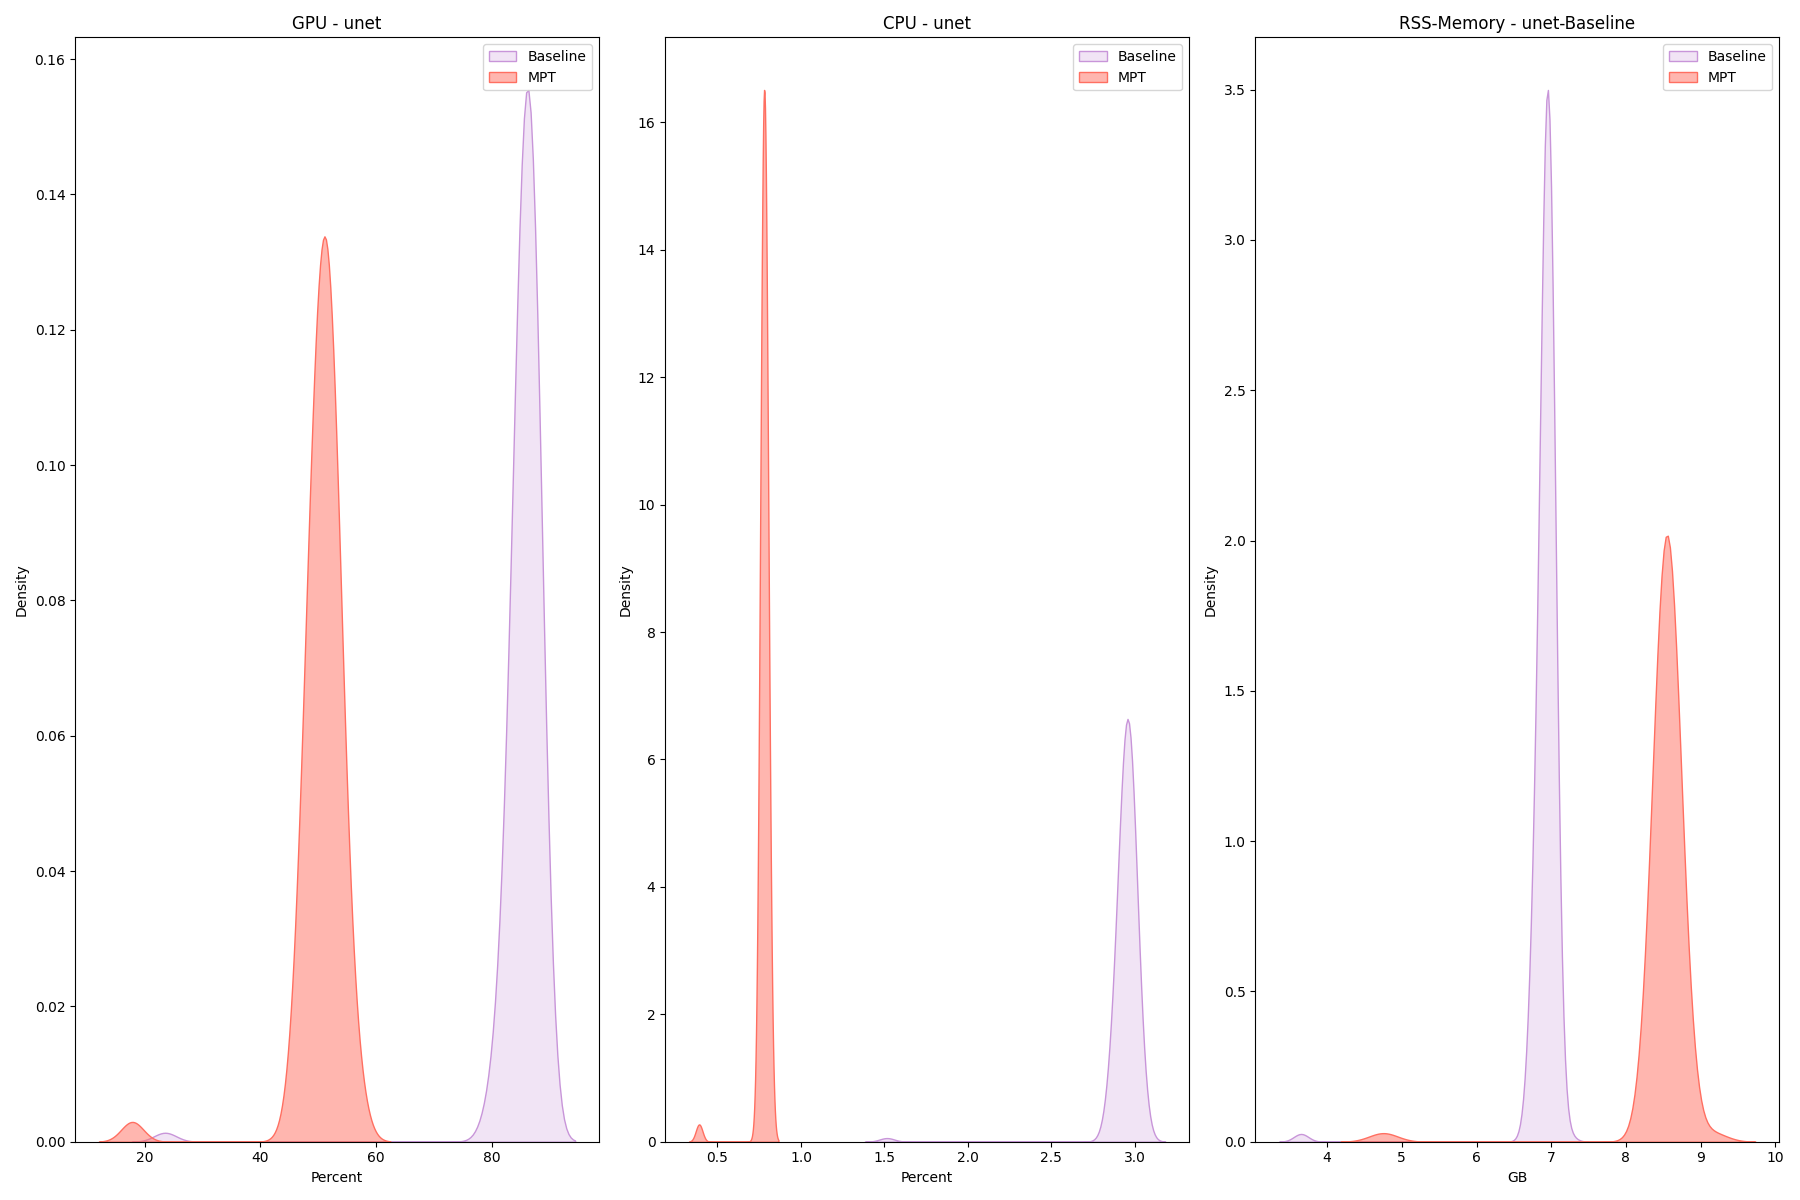 GPU - unet
Baseline
MPT
0.16
0.14
0.12
0.10
0.08
0.06
0.04
0.02
0.00
Density
20 40 60 80
Percent
CPU - unet
Baseline
MPT
16
14
12
10
8
6
4
2
0
Density
0.5 1.0 1.5 2.0 2.5 3.0
Percent
RSS-Memory - unet-Baseline
Baseline
MPT
3.5
3.0
2.5
2.0
1.5
1.0
0.5
0.0
Density
4 5 6 7 8 9 10
GB